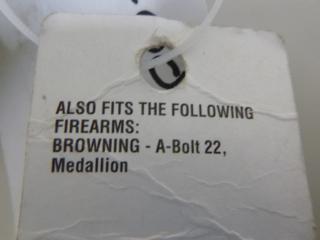 ALSO FITS THE FOLLOWING
FIREARMS:
BROWNING - A-Bolt 22,
Medallion